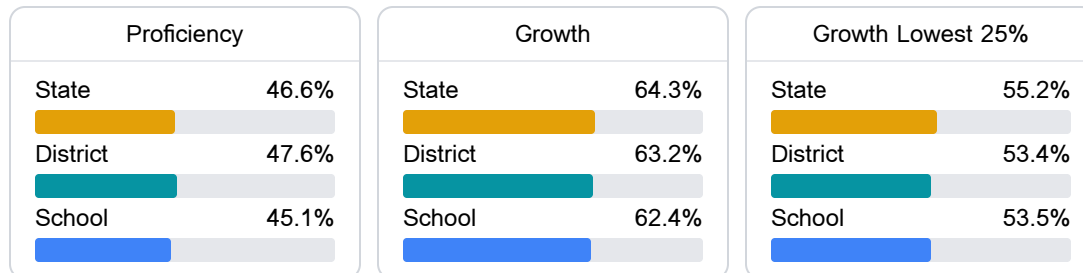 Proficiency
State 46.6%
District 47.6%
School 45.1%
Growth
State 64.3%
District 63.2%
School 62.4%
Growth Lowest 25%
State 55.2%
District 53.4%
School 53.5%